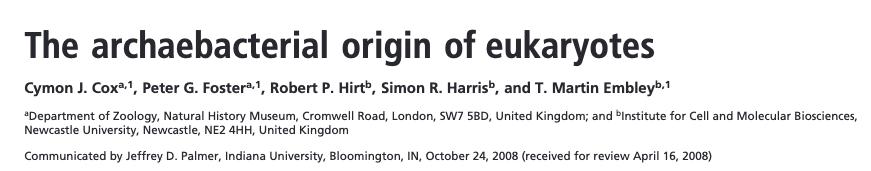 The archaebacterial origin of eukaryotes
Cymon J. Coxa,1, Peter G. Fostera,1, Robert P. Hirtb, Simon R. Harrisb, and T. Martin Embleyb,1
aDepartment of Zoology, Natural History Museum, Cromwell Road, London, SW7 5BD, United Kingdom; and bInstitute for Cell and Molecular Biosciences,
Newcastle University, Newcastle, NE2 4HH, United Kingdom
Communicated by Jeffrey D. Palmer, Indiana University, Bloomington, IN, October 24, 2008 (received for review April 16, 2008)